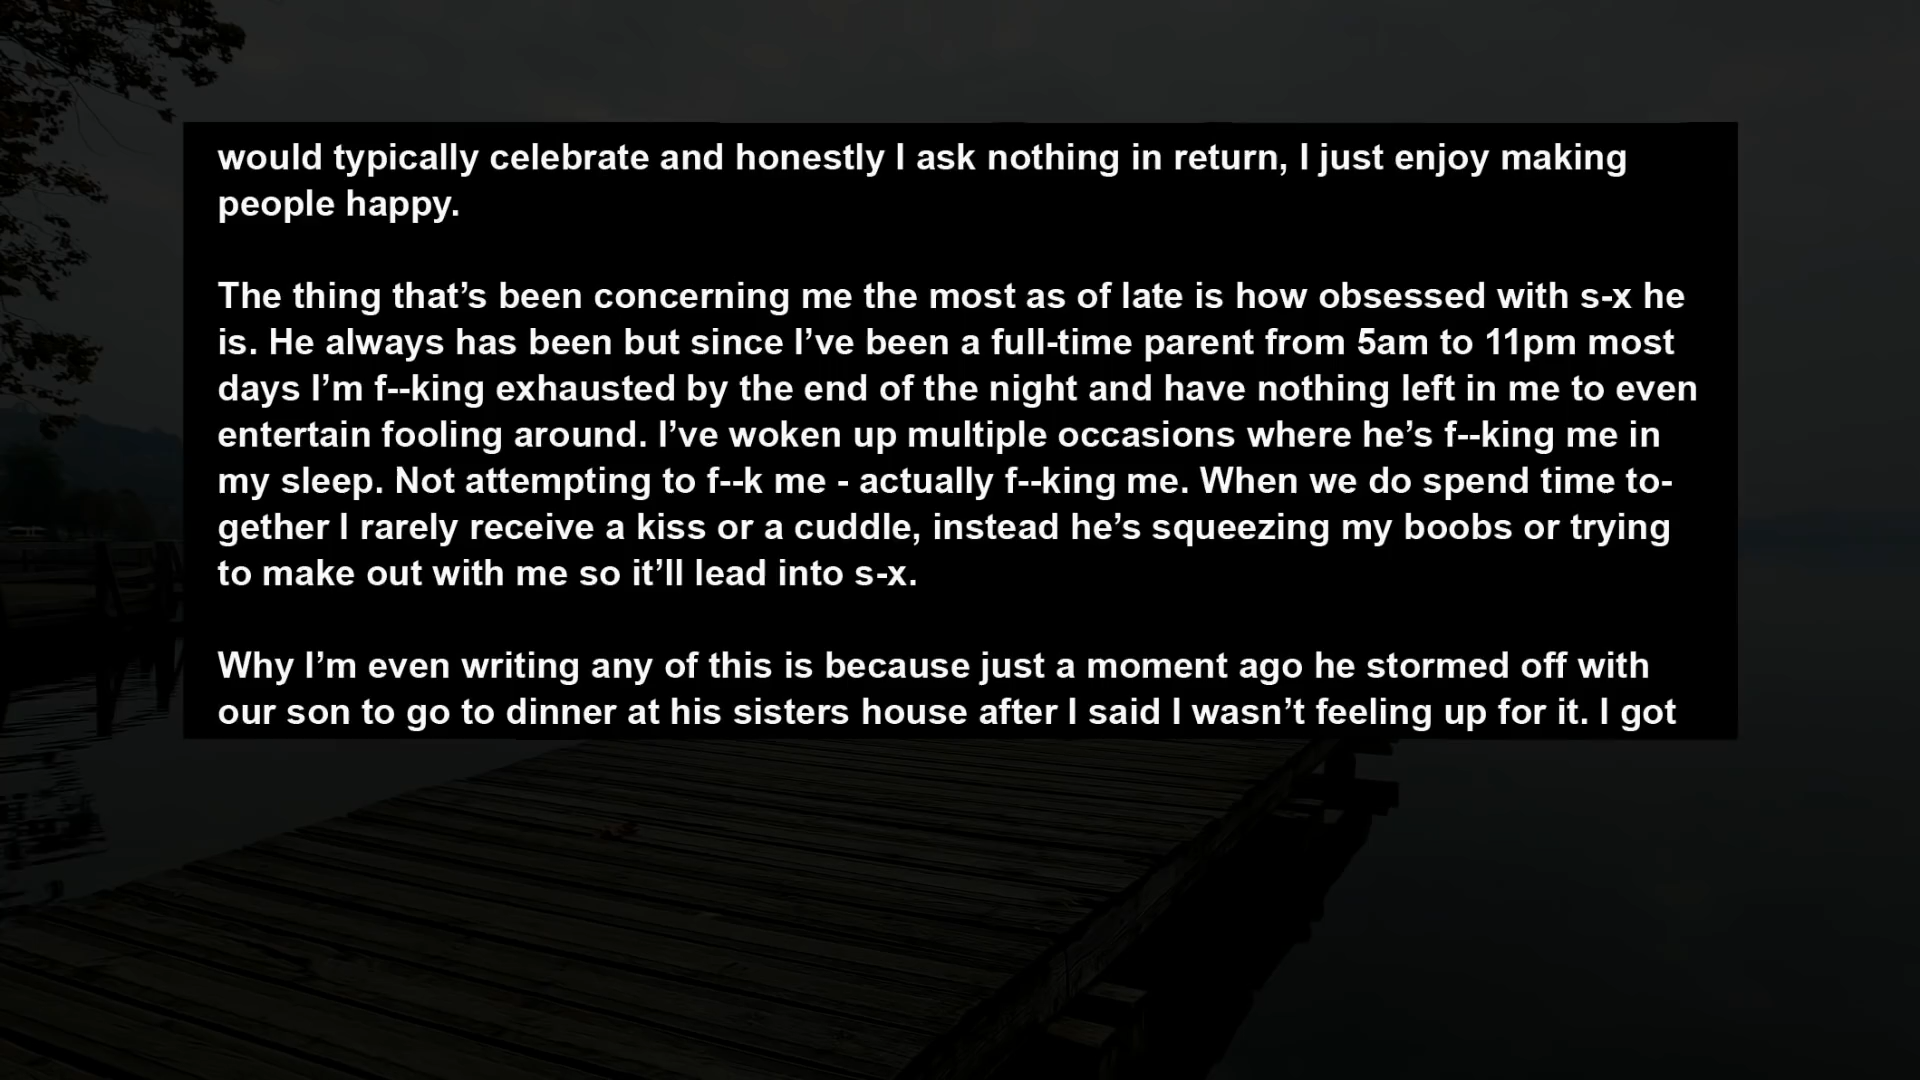 would typically celebrate and honestly I ask nothing in return, I just enjoy making
people happy.
The thing that’s been concerning me the most as of late is how obsessed with s-x he
is. He always has been but since I’ve been a full-time parent from 5am to 11pm most
days I’m f--king exhausted by the end of the night and have nothing left in me to even
entertain fooling around. I’ve woken up multiple occasions where he’s f--king me in
my sleep. Not attempting to f--k me - actually f--king me. When we do spend time to-
gether I rarely receive a kiss or a cuddle, instead he’s squeezing my boobs or trying
to make out with me so it’ll lead into s-x.
Why I’m even writing any of this is because just a moment ago he stormed off with
our son to go to dinner at his sisters house after I said I wasn’t feeling up for it. I got